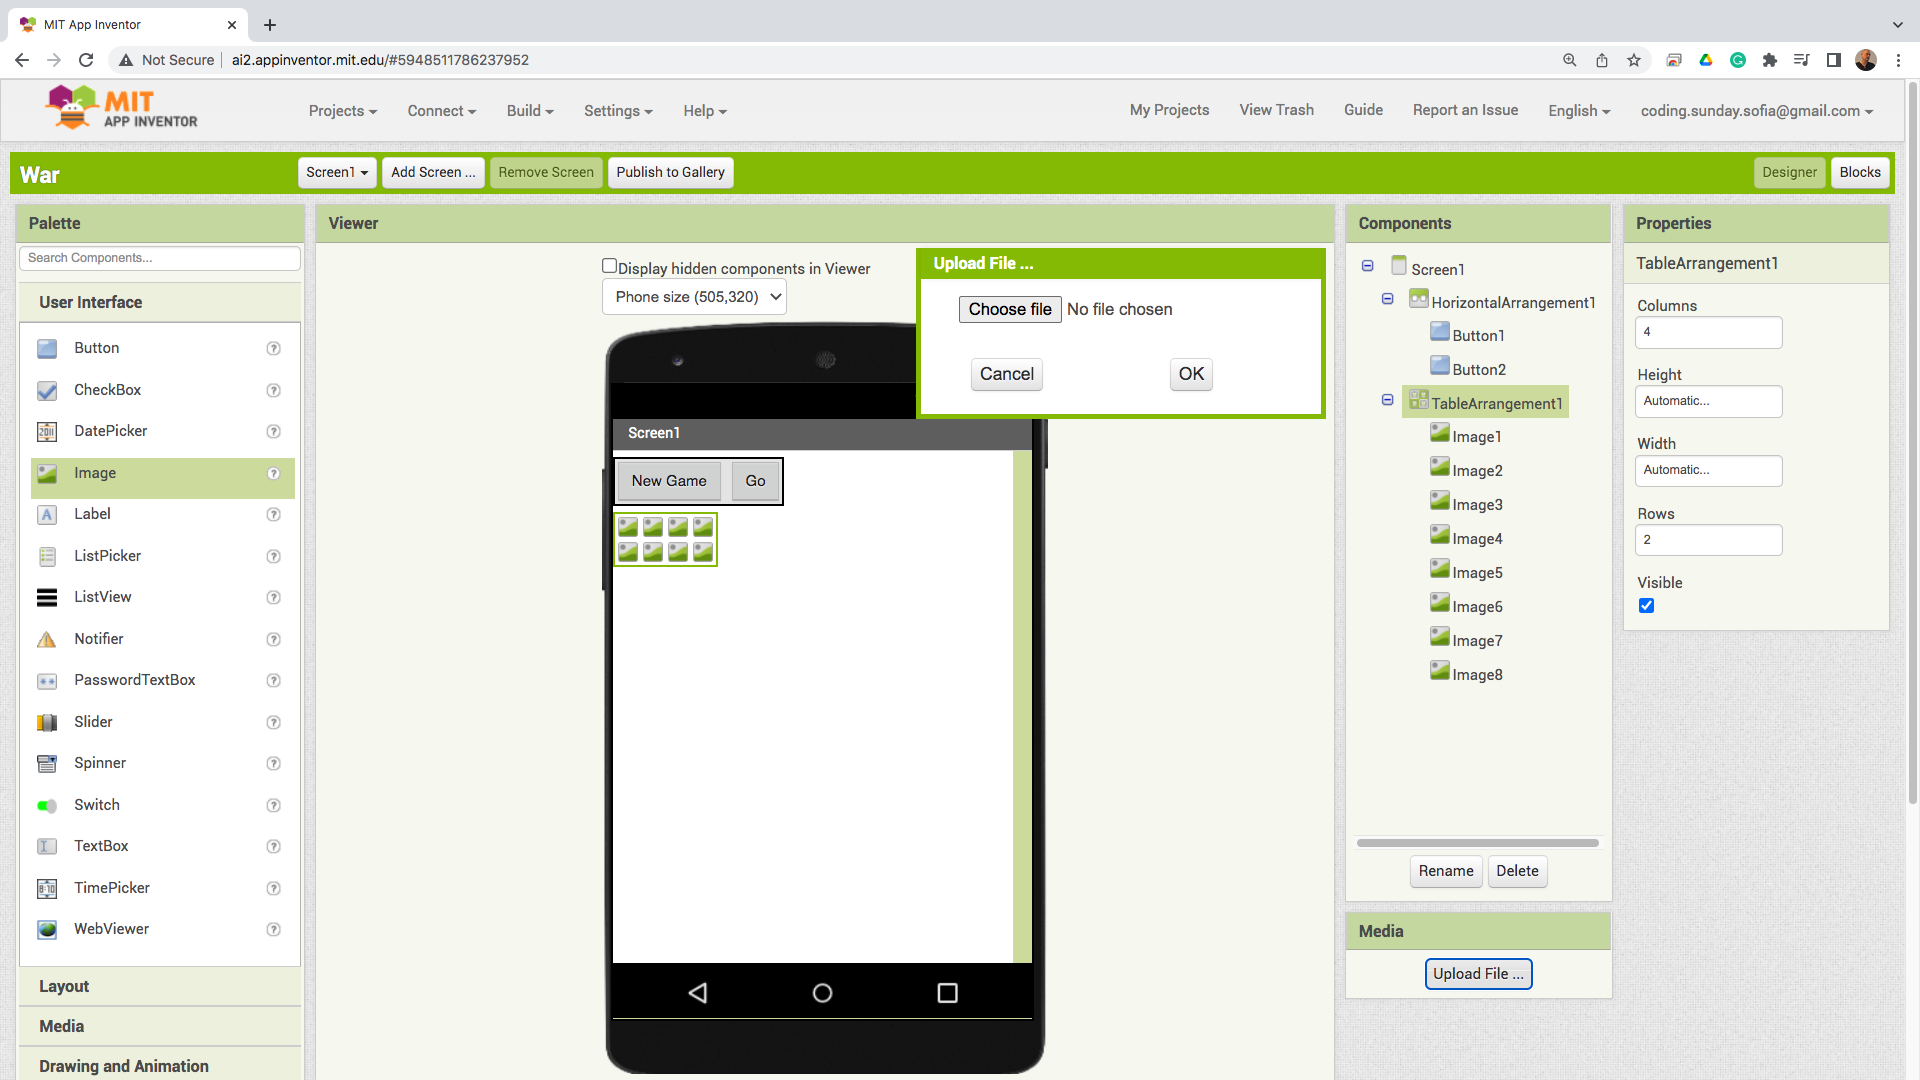 MIT App Inventor
Not Secure
ai2.appinventor.mit.edu/#5948511786237952
MIT
APP INVENTOR
Projects
Connect
Build
Settings
Help
My Projects
View Trash
Guide
Report an Issue
English
coding.sunday.sofia@gmail.com
War
Screen1
Add Screen ...
Remove Screen
Publish to Gallery
Designer
Blocks
Palette
Search Components...
User Interface
Button
CheckBox
DatePicker
Image
Label
ListPicker
ListView
Notifier
PasswordTextBox
Slider
Spinner
Switch
TextBox
TimePicker
WebViewer
Layout
Media
Drawing and Animation
Viewer
Display hidden components in Viewer
Phone size (505,320)
Screen1
New Game
Go
Upload File ...
Choose file No file chosen
Cancel
OK
Components
Screen1
HorizontalArrangement1
Button1
Button2
TableArrangement1
Image1
Image2
Image3
Image4
Image5
Image6
Image7
Image8
Rename
Delete
Media
Upload File ...
Properties
TableArrangement1
Columns
4
Height
Automatic...
Width
Automatic...
Rows
2
Visible